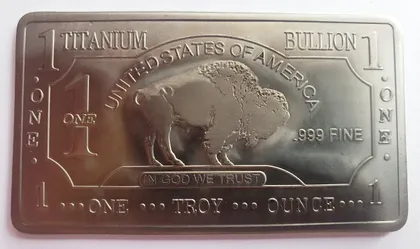 1 TITANIUM BULLION 1
UNITED STATES OF AMERICA
1
ONE
.999 FINE
· ONE ·
· ONE ·
IN GOD WE TRUST
1 ··· ONE ··· TROY ··· OUNCE ··· 1